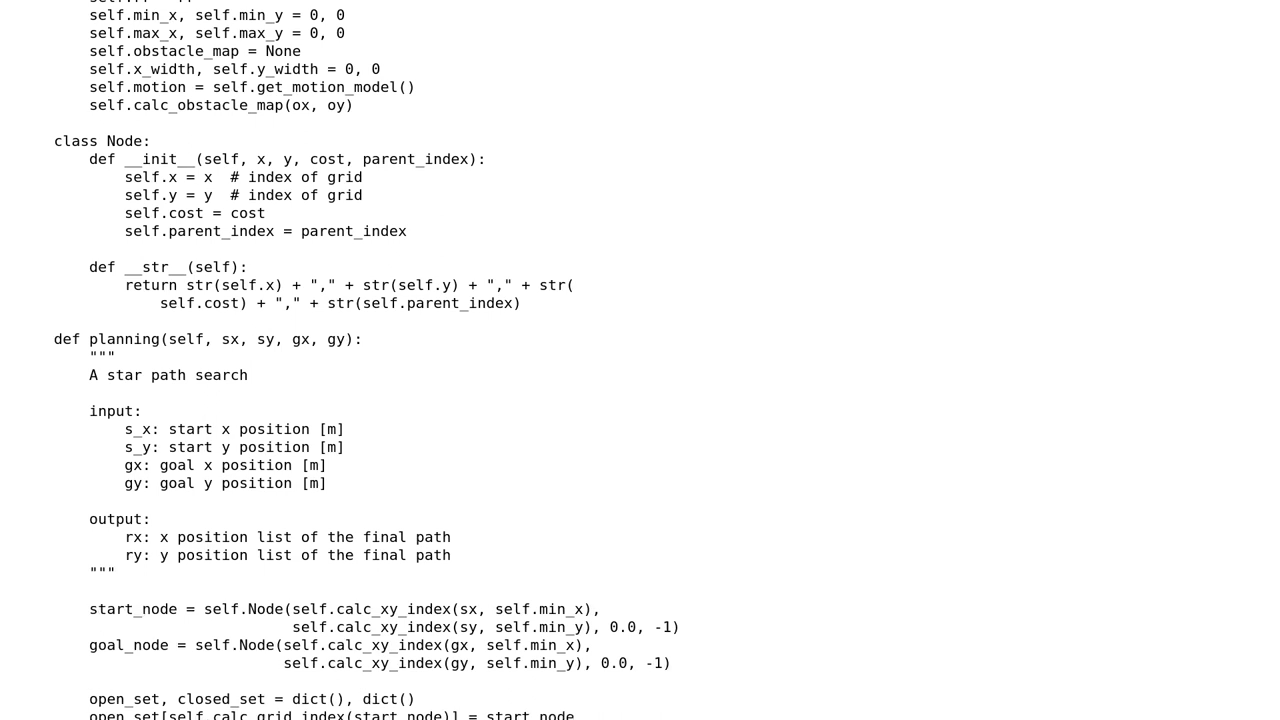 self.min_x, self.min_y = 0, 0
self.max_x, self.max_y = 0, 0
self.obstacle_map = None
self.x_width, self.y_width = 0, 0
self.motion = self.get_motion_model()
self.calc_obstacle_map(ox, oy)
class Node:
def __init__(self, x, y, cost, parent_index):
self.x = x  # index of grid
self.y = y  # index of grid
self.cost = cost
self.parent_index = parent_index
def __str__(self):
return str(self.x) + "," + str(self.y) + "," + str(
self.cost) + "," + str(self.parent_index)
def planning(self, sx, sy, gx, gy):
"""
A star path search
input:
s_x: start x position [m]
s_y: start y position [m]
gx: goal x position [m]
gy: goal y position [m]
output:
rx: x position list of the final path
ry: y position list of the final path
"""
start_node = self.Node(self.calc_xy_index(sx, self.min_x),
self.calc_xy_index(sy, self.min_y), 0.0, -1)
goal_node = self.Node(self.calc_xy_index(gx, self.min_x),
self.calc_xy_index(gy, self.min_y), 0.0, -1)
open_set, closed_set = dict(), dict()
open_set[self.calc_grid_index(start_node)] = start_node